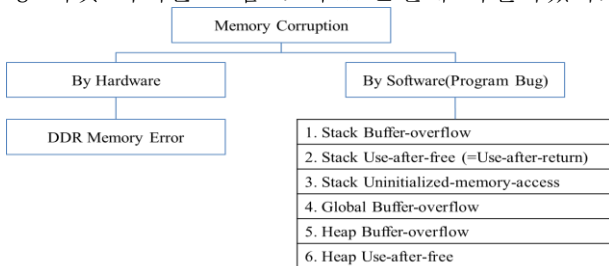 Memory Corruption
By Hardware
By Software(Program Bug)
DDR Memory Error
1. Stack Buffer-overflow
2. Stack Use-after-free (=Use-after-return)
3. Stack Uninitialized-memory-access
4. Global Buffer-overflow
5. Heap Buffer-overflow
6. Heap Use-after-free